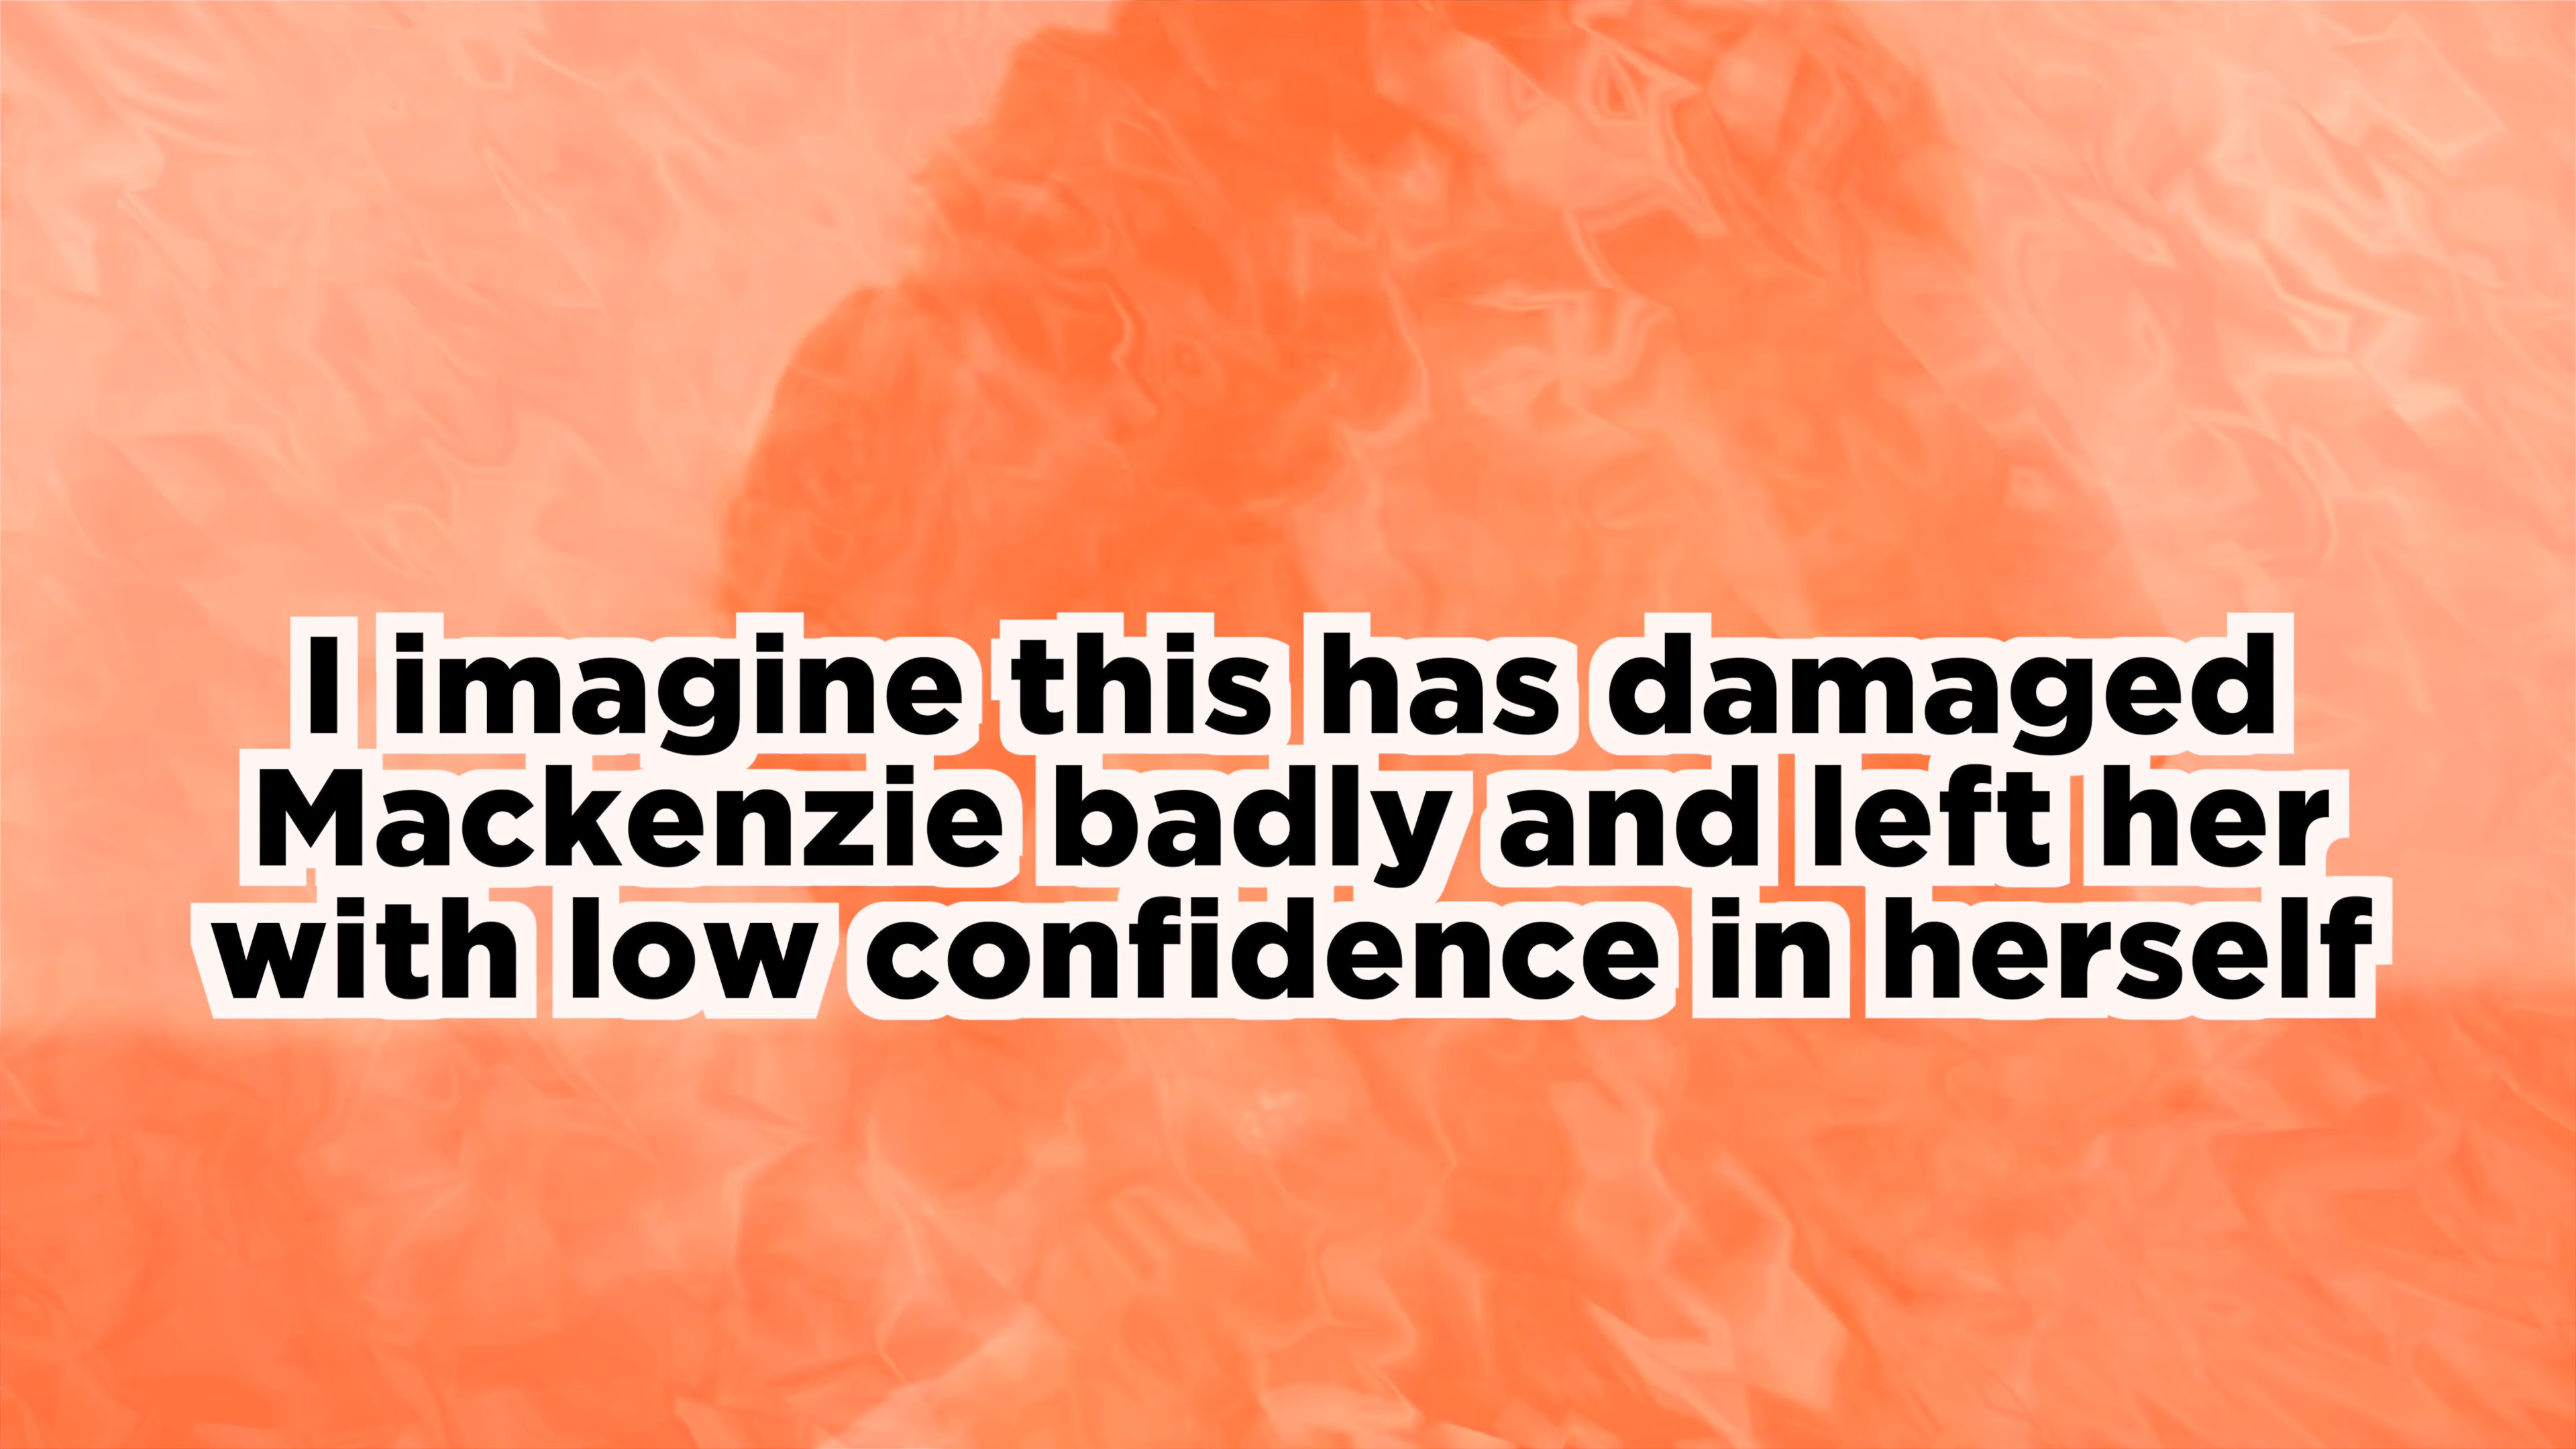 I imagine this has damaged
Mackenzie badly and left her
with low confidence in herself